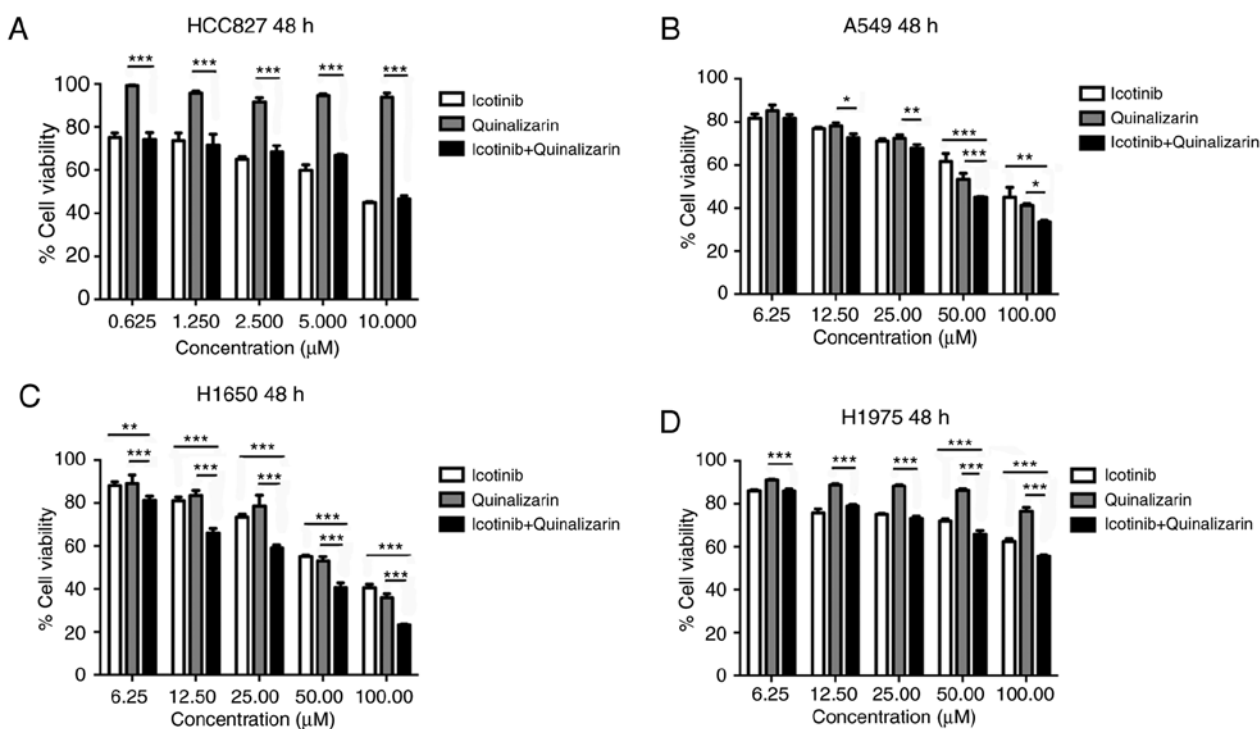 A
HCC827 48 h
*** *** *** *** ***
% Cell viability
100
80
60
40
20
0
0.625 1.250 2.500 5.000 10.000
Concentration (μM)
Icotinib
Quinalizarin
Icotinib+Quinalizarin
B
A549 48 h
* ** *** **
*** *
% Cell viability
100
80
60
40
20
0
6.25 12.50 25.00 50.00 100.00
Concentration (μM)
Icotinib
Quinalizarin
Icotinib+Quinalizarin
C
H1650 48 h
** *** *** *** ***
*** *** *** *** ***
% Cell viability
100
80
60
40
20
0
6.25 12.50 25.00 50.00 100.00
Concentration (μM)
Icotinib
Quinalizarin
Icotinib+Quinalizarin
D
H1975 48 h
*** *** *** *** ***
*** ***
% Cell viability
100
80
60
80
20
0
6.25 12.50 25.00 50.00 100.00
Concentration (μM)
Icotinib
Quinalizarin
Icotinib+Quinalizarin